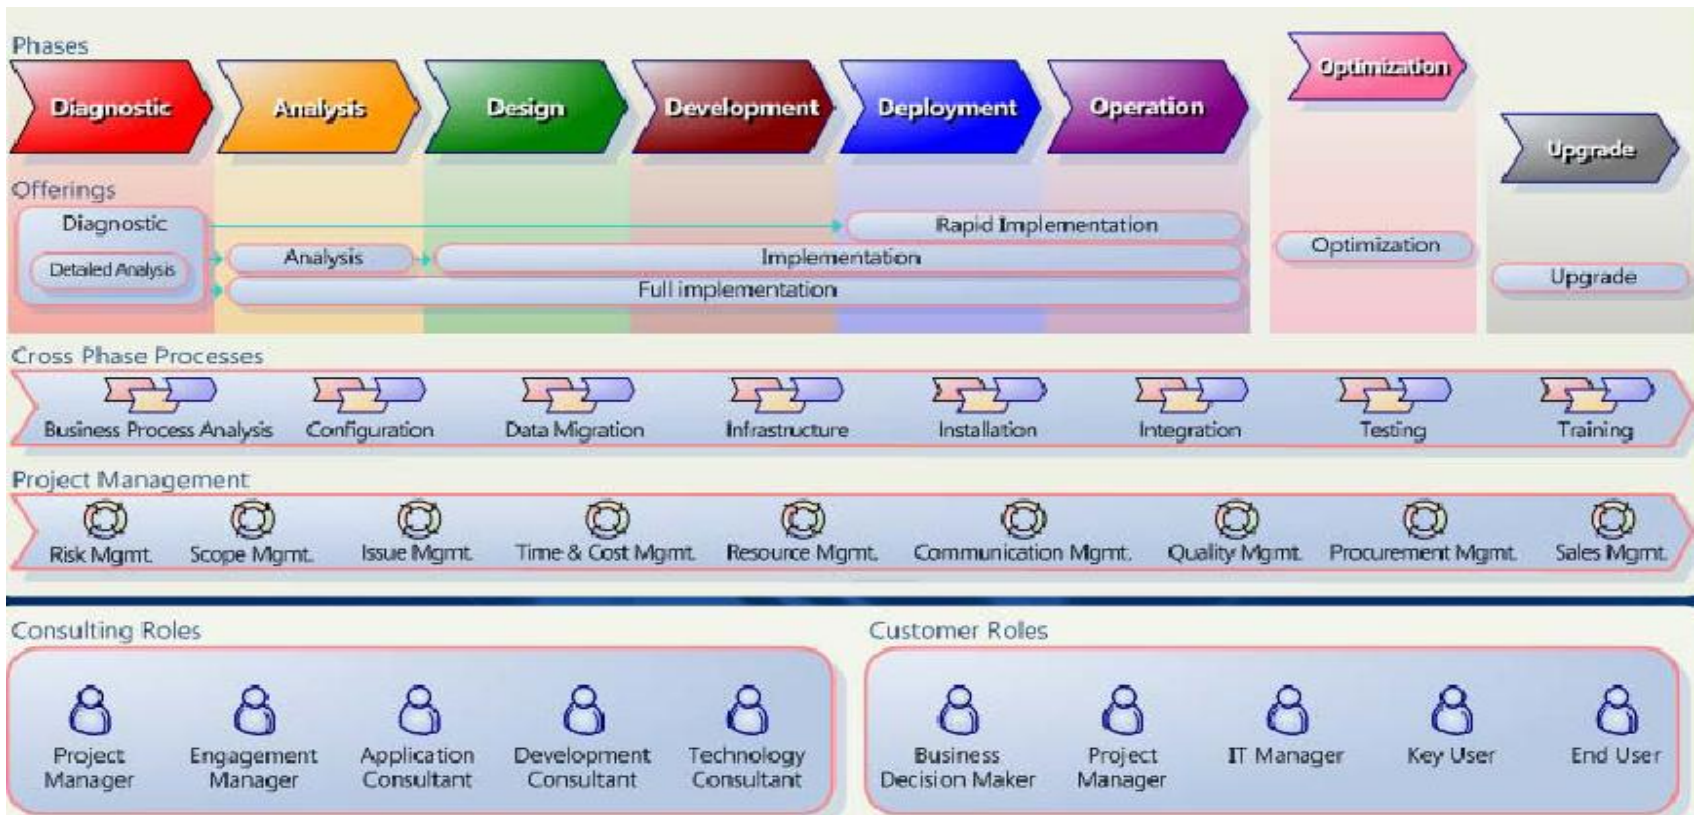 Phases
Diagnostic
Analysis
Design
Development
Deployment
Operation
Optimization
Upgrade
Offerings
Diagnostic
Detailed Analysis
Rapid Implementation
Analysis
Implementation
Full implementation
Optimization
Upgrade
Cross Phase Processes
Business Process Analysis
Configuration
Data Migration
Infrastructure
Installation
Integration
Testing
Training
Project Management
Risk Mgmt.
Scope Mgmt.
Issue Mgmt.
Time & Cost Mgmt.
Resource Mgmt.
Communication Mgmt.
Quality Mgmt.
Procurement Mgmt.
Sales Mgmt.
Consulting Roles
Project
Manager
Engagement
Manager
Application
Consultant
Development
Consultant
Technology
Consultant
Customer Roles
Business
Decision Maker
Project
Manager
IT Manager
Key User
End User